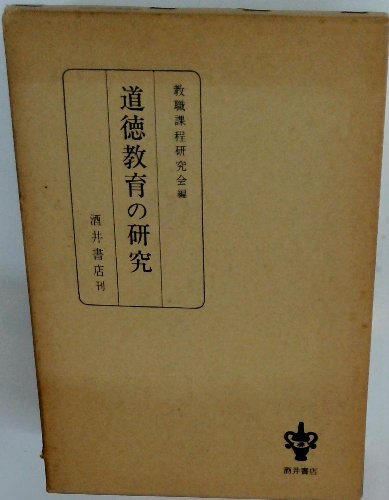 教職課程研究会編
道徳教育の研究
酒井書店刊
酒井書店